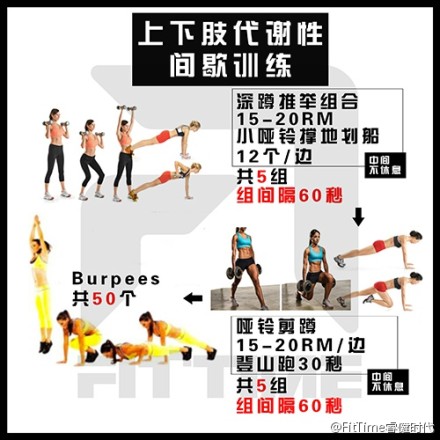 上下肢代谢性
间歇训练
深蹲推举组合
15-20RM
小哑铃撑地划船
12个/边
中间
不休息
共5组
组间隔60秒
Burpees
共50个
哑铃剪蹲
15-20RM/边
登山跑30秒
中间
不休息
共5组
组间隔60秒
FITTIME
@FitTime睿健时代